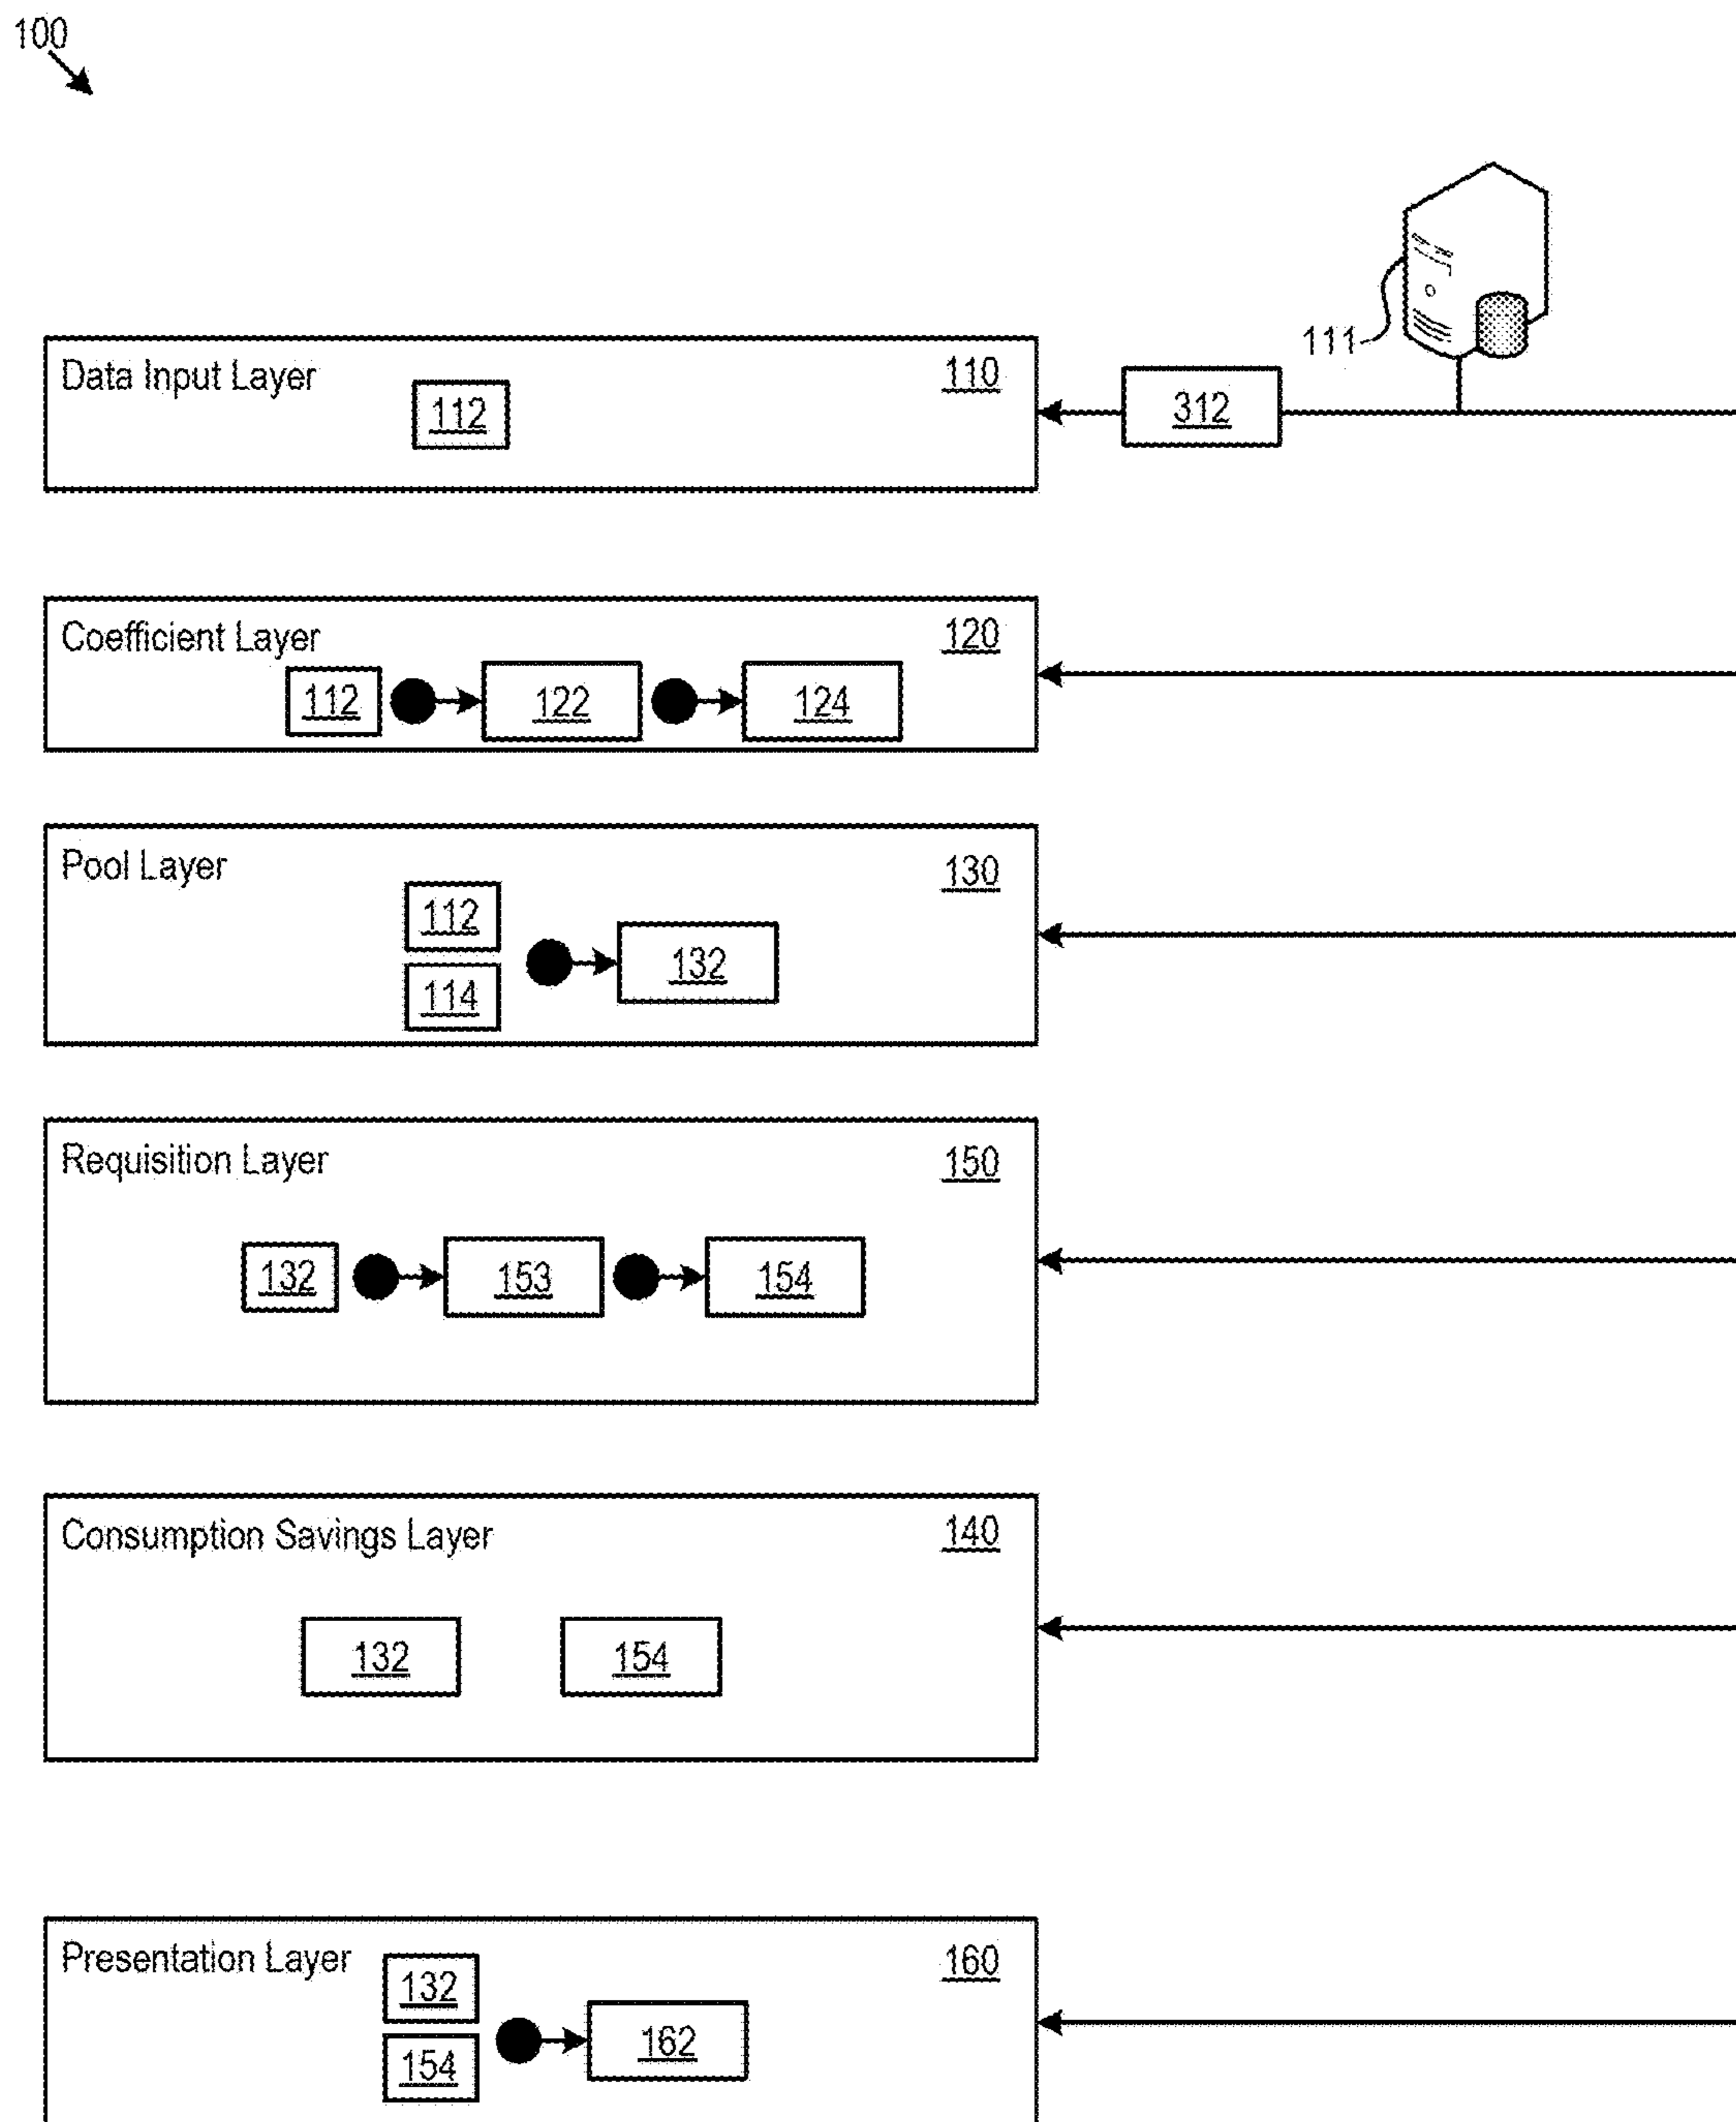 100
111
Data Input Layer 110
112
312
Coefficient Layer 120
112 122 124
Pool Layer 130
112
132
114
Requisition Layer 150
132 153 154
Consumption Savings Layer 140
132 154
Presentation Layer 160
132
162
154